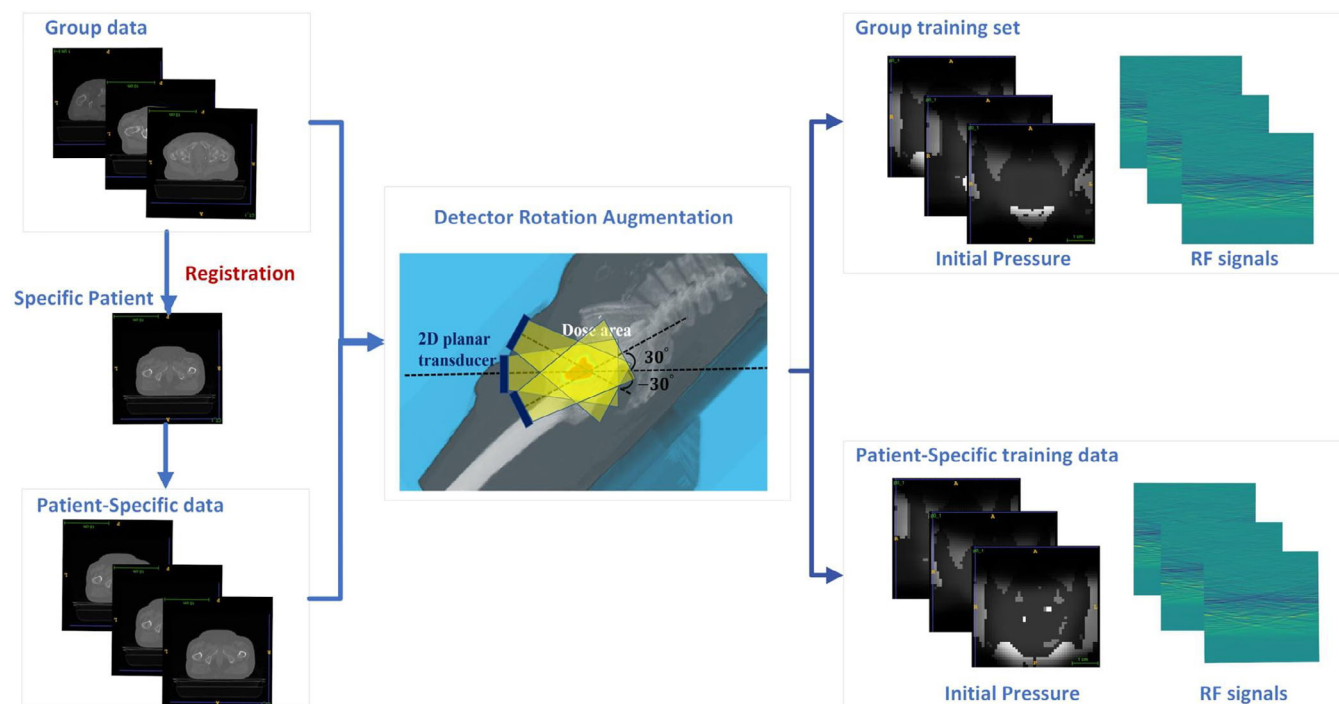 Group data
Registration
Specific Patient
Patient-Specific data
Detector Rotation Augmentation
Dose area
2D planar
transducer
30°
−30°
Group training set
Initial Pressure
RF signals
Patient-Specific training data
Initial Pressure
RF signals